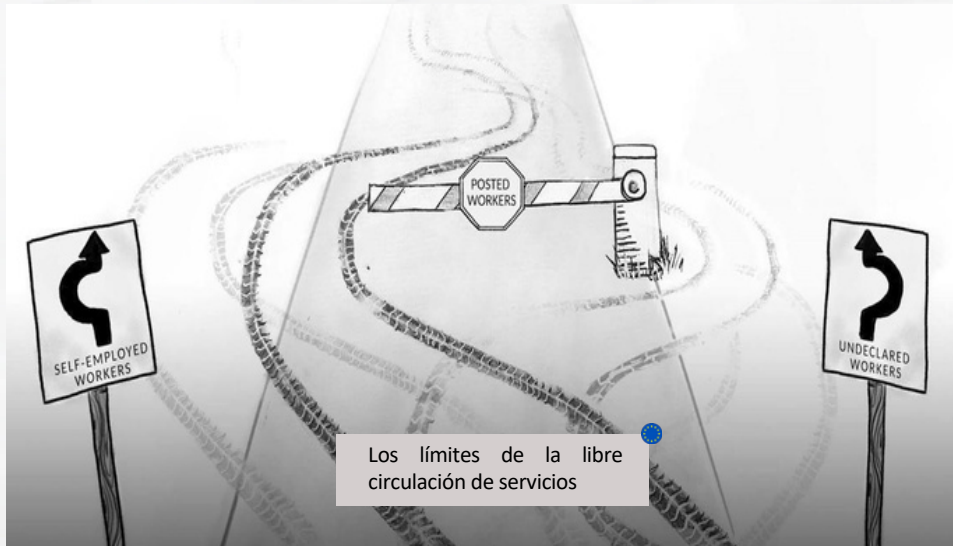 POSTED
WORKERS
SELF-EMPLOYED
WORKERS
UNDECLARED
WORKERS
Los límites de la libre
circulación de servicios